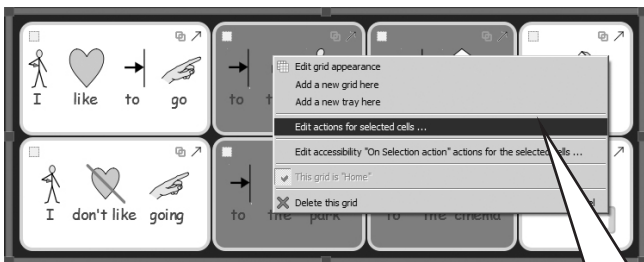 I like to go
to
Edit grid appearance
Add a new grid here
Add a new tray here
Edit actions for selected cells ...
Edit accessibility "On Selection action" actions for the selected cells ...
This grid is "Home"
Delete this grid
I don't like going
to the park
to the cinema